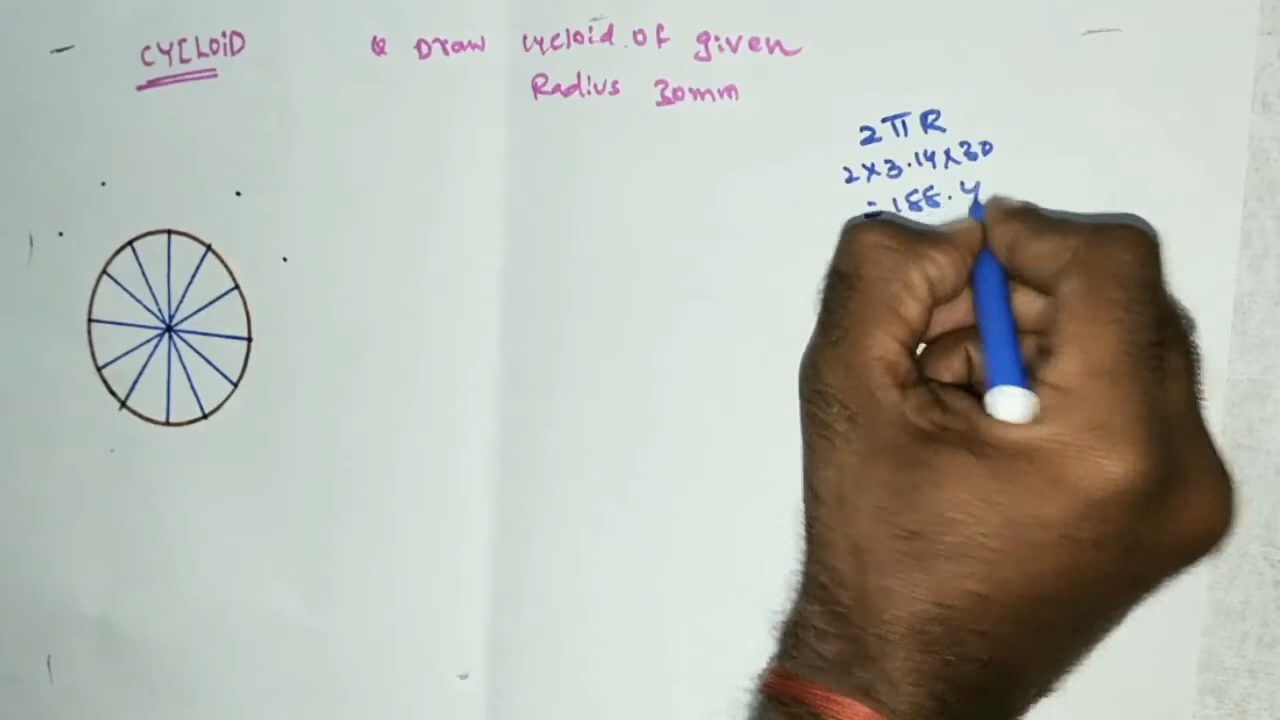 CYCLOiD
Q Draw cycloid of given
Radius 30mm
2πR
2×3.14×30
=188.4